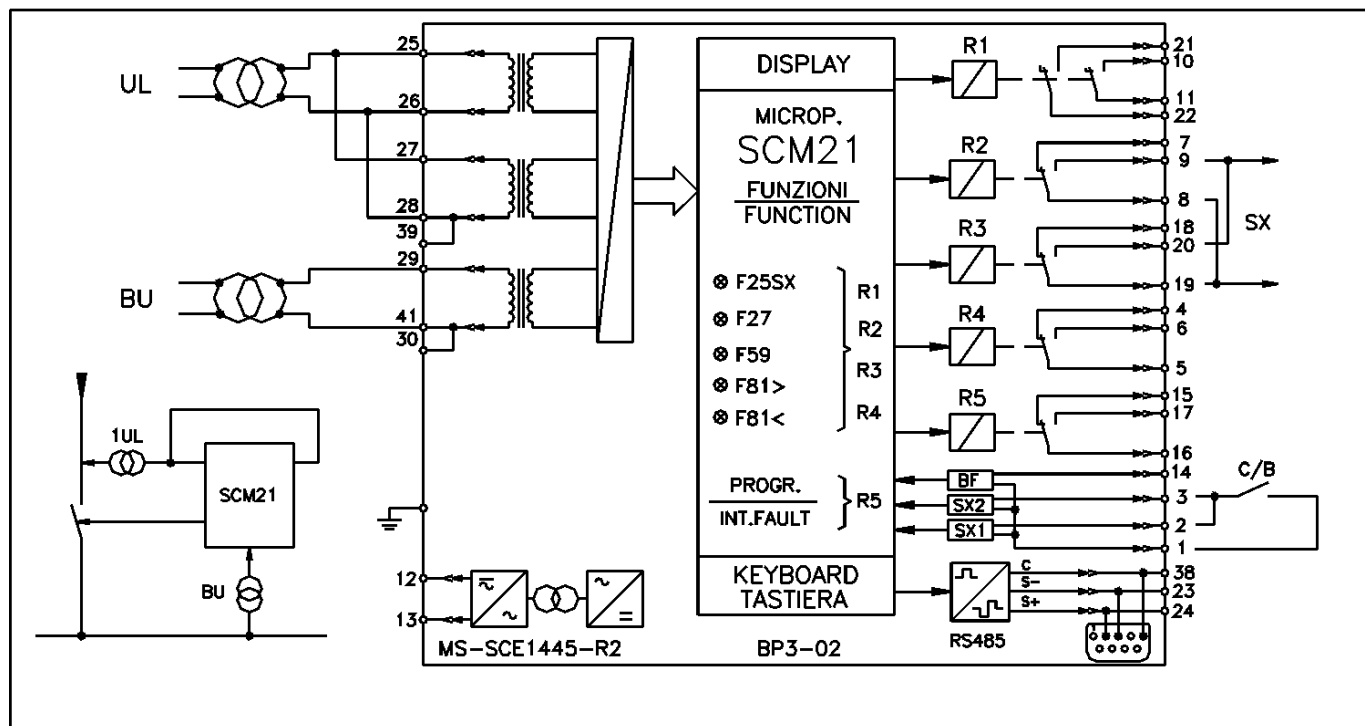 UL
25
26
27
28
39
BU
29
41
30
DISPLAY
MICROP.
SCM21
FUNZIONI
FUNCTION
F25SX
F27
F59
F81>
F81<
R1
R2
R3
R4
PROGR.
INT.FAULT
R5
KEYBOARD
TASTIERA
R1
21
10
11
22
R2
7
9
8
SX
R3
18
20
19
R4
4
6
5
R5
15
17
16
BF
14
SX2
3
SX1
2
1
C/B
C
38
S-
23
S+
24
RS485
1
1UL
SCM21
BU
12
13
MS-SCE1445-R2
BP3-02